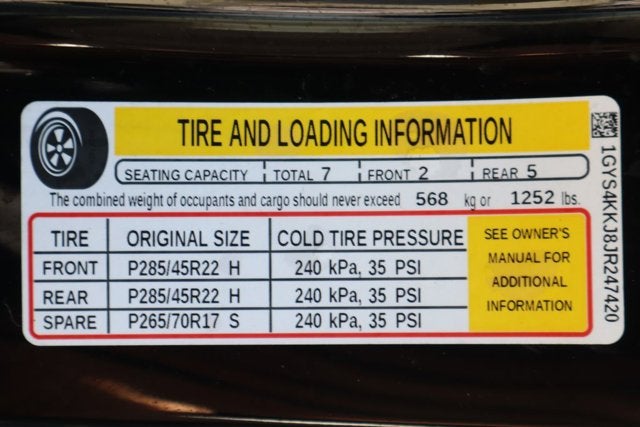 TIRE AND LOADING INFORMATION
SEATING CAPACITY TOTAL 7 FRONT 2 REAR 5
The combined weight of occupants and cargo should never exceed 568 kg or 1252 lbs.
TIRE ORIGINAL SIZE COLD TIRE PRESSURE
FRONT P285/45R22 H 240 kPa, 35 PSI
REAR P285/45R22 H 240 kPa, 35 PSI
SPARE P265/70R17 S 240 kPa, 35 PSI
SEE OWNER'S
MANUAL FOR
ADDITIONAL
INFORMATION
1GYS4KKJ8JR247420